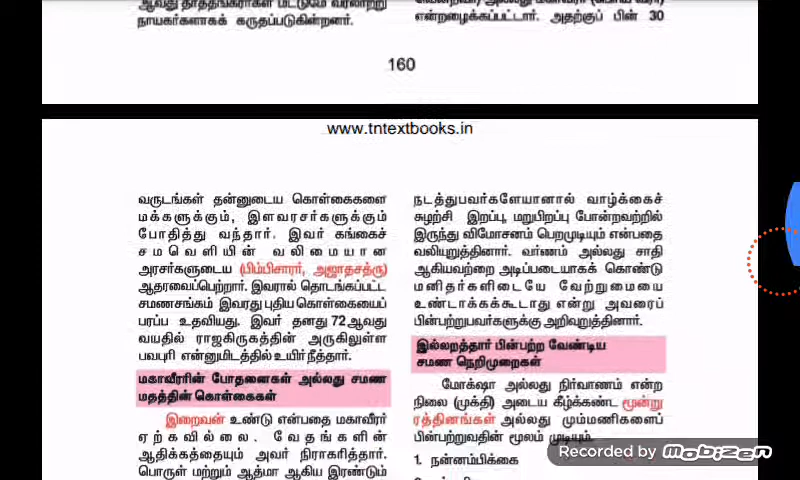 ஆவது தீர்த்தங்கரர்கள் மட்டுமே வரலாற்று
நாயகர்களாகக் கருதப்படுகின்றனர்.
அல்லது மகாவீரர்
என்றழைக்கப்பட்டார். அதற்குப் பின் 30
160
www.tntextbooks.in
வருடங்கள் தன்னுடைய கொள்கைகளை
மக்களுக்கும், இளவரசர்களுக்கும்
போதித்து வந்தார். இவர் கங்கைச்
சமவெளியின் வலிமையான
அரசர்களுடைய (பிம்பிசாரர், அஜாதசத்ரு)
ஆதரவைப்பெற்றார். இவரால் தொடங்கப்பட்ட
சமணசங்கம் இவரது புதிய கொள்கையைப்
பரப்ப உதவியது. இவர் தனது 72ஆவது
வயதில் ராஜகிருகத்தின் அருகிலுள்ள
பவபுரி என்னுமிடத்தில் உயிர் நீத்தார்.
மகாவீரரின் போதனைகள் அல்லது சமண
மதத்தின் கொள்கைகள்
இறைவன் உண்டு என்பதை மகாவீரர்
ஏற்கவில்லை. வேதங்களின்
ஆதிக்கத்தையும் அவர் நிராகரித்தார்.
பொருள் மற்றும் ஆத்மா ஆகிய இரண்டும்
நடத்துபவர்களேயானால் வாழ்க்கைச்
சுழற்சி இறப்பு, மறுபிறப்பு போன்றவற்றில்
இருந்து விமோசனம் பெறமுடியும் என்பதை
வலியுறுத்தினார். வர்ணம் அல்லது சாதி
ஆகியவற்றை அடிப்படையாகக் கொண்டு
மனிதர்களிடையே வேற்றுமையை
உண்டாக்கக்கூடாது என்று அவரைப்
பின்பற்றுபவர்களுக்கு அறிவுறுத்தினார்.
இல்லறத்தார் பின்பற்ற வேண்டிய
சமண நெறிமுறைகள்
மோக்ஷா அல்லது நிர்வாணம் என்ற
நிலை (முக்தி) அடைய கீழ்க்கண்ட மூன்று
ரத்தினங்கள் அல்லது மும்மணிகளைப்
பின்பற்றுவதின் மூலம் முடியும்.
1. நன்னம்பிக்கை
Recorded by
MOBIZEN